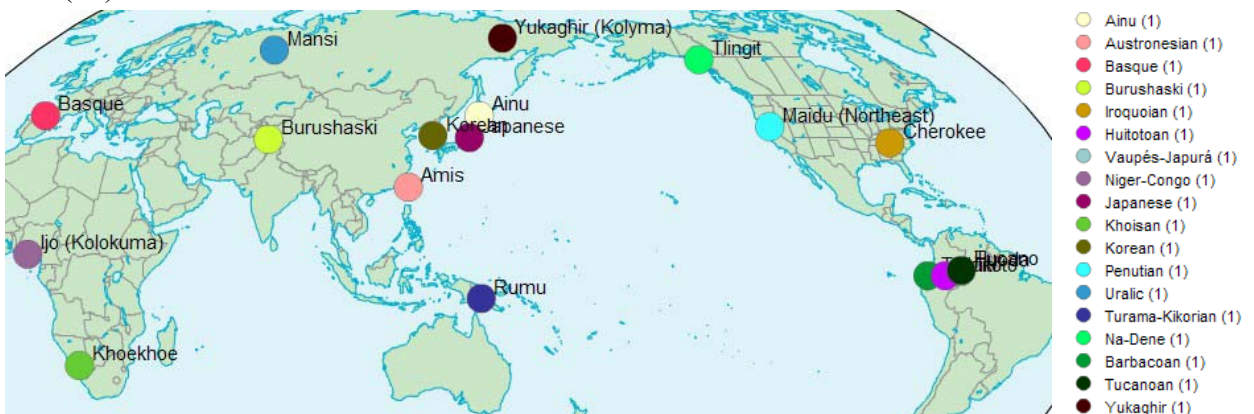 Yukaghir (Kolyma)
Mansi
Tlingit
Basque
Ainu
Maidu (Northeast)
Burushaski
Korean
Japanese
Cherokee
Amis
Ijo (Kolokuma)
Rumu
Khoekhoe
Ainu (1)
Austronesian (1)
Basque (1)
Burushaski (1)
Iroquoian (1)
Huitotoan (1)
Vaupés-Japurá (1)
Niger-Congo (1)
Japanese (1)
Khoisan (1)
Korean (1)
Penutian (1)
Uralic (1)
Turama-Kikorian (1)
Na-Dene (1)
Barbacoan (1)
Tucanoan (1)
Yukaghir (1)